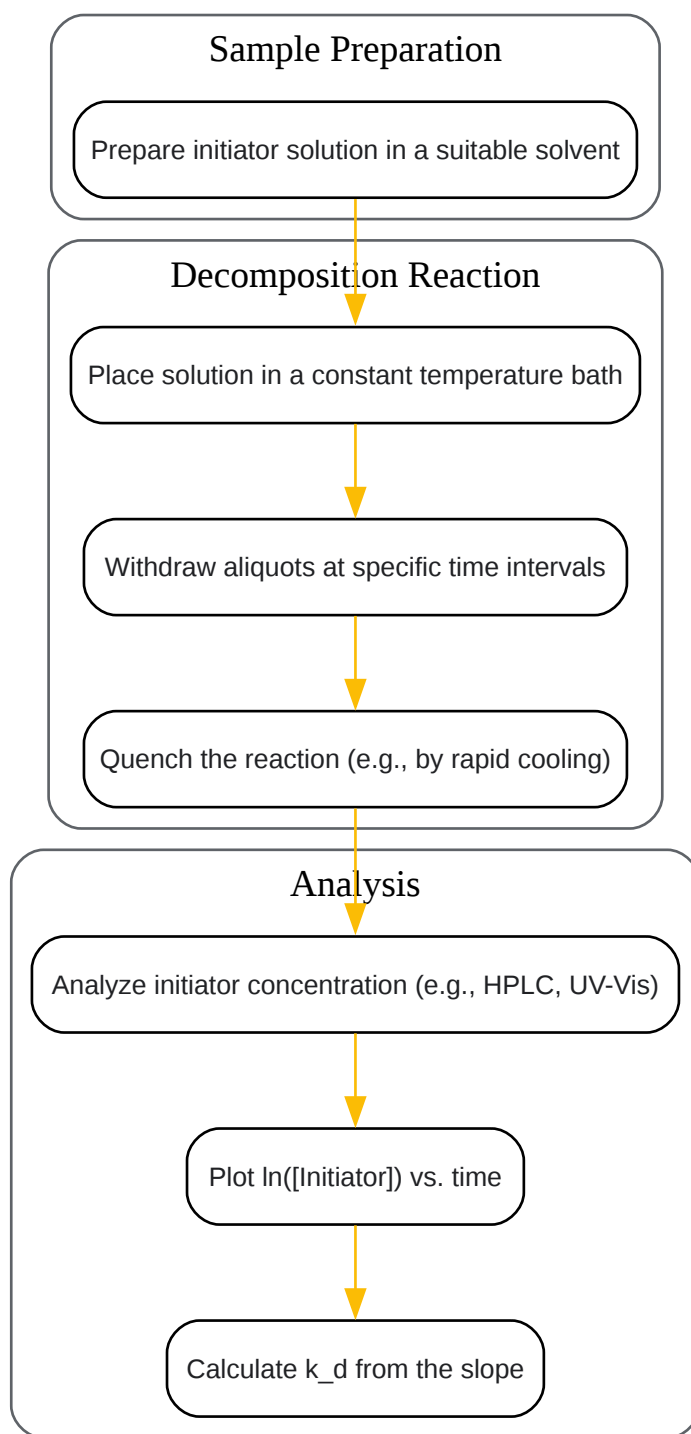 Sample Preparation
Prepare initiator solution in a suitable solvent
Decomposition Reaction
Place solution in a constant temperature bath
Withdraw aliquots at specific time intervals
Quench the reaction (e.g., by rapid cooling)
Analysis
Analyze initiator concentration (e.g., HPLC, UV-Vis)
Plot ln([Initiator]) vs. time
Calculate k_d from the slope